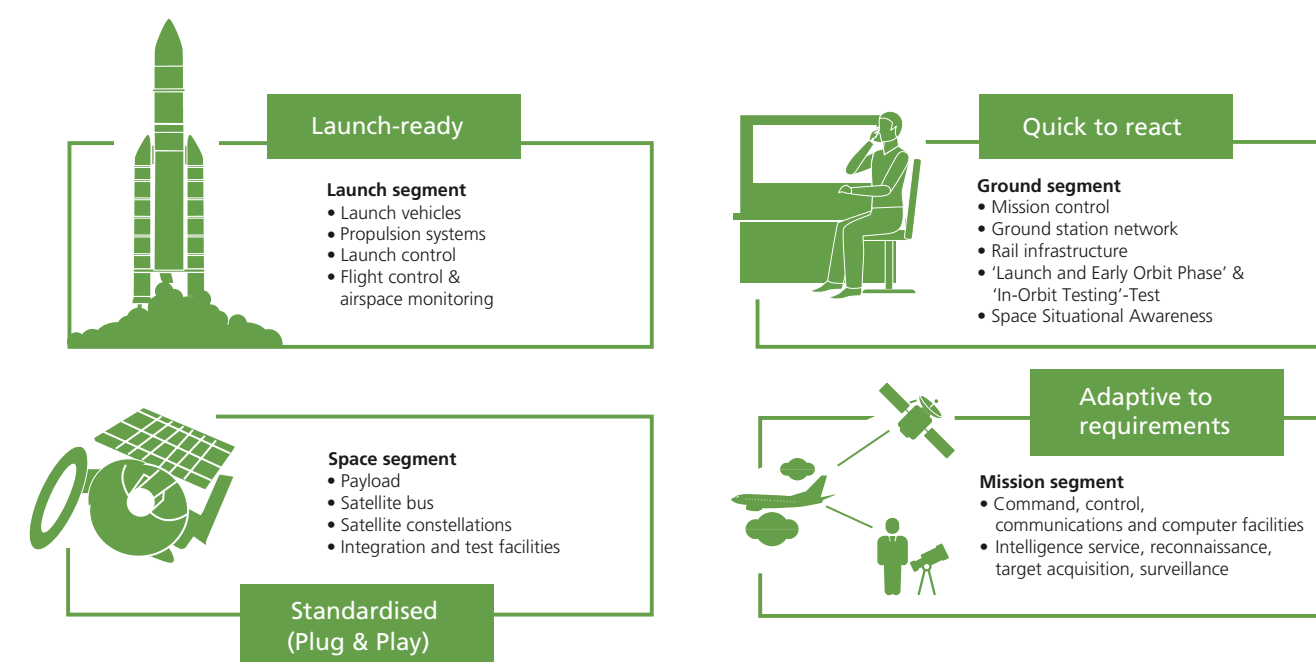 Launch-ready
Launch segment
• Launch vehicles
• Propulsion systems
• Launch control
• Flight control &
airspace monitoring
Quick to react
Ground segment
• Mission control
• Ground station network
• Rail infrastructure
• ‘Launch and Early Orbit Phase’ &
‘In-Orbit Testing’-Test
• Space Situational Awareness
Space segment
• Payload
• Satellite bus
• Satellite constellations
• Integration and test facilities
Standardised
(Plug & Play)
Adaptive to
requirements
Mission segment
• Command, control,
communications and computer facilities
• Intelligence service, reconnaissance,
target acquisition, surveillance